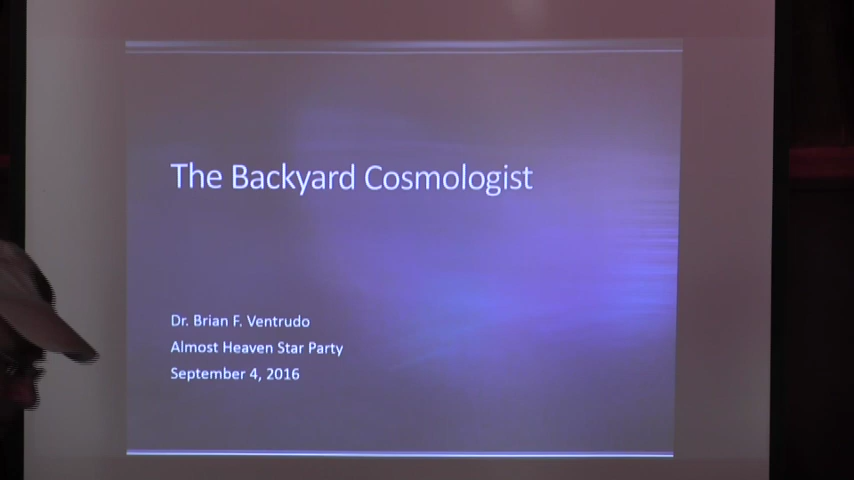 The Backyard Cosmologist
Dr. Brian F. Ventrudo
Almost Heaven Star Party
September 4, 2016